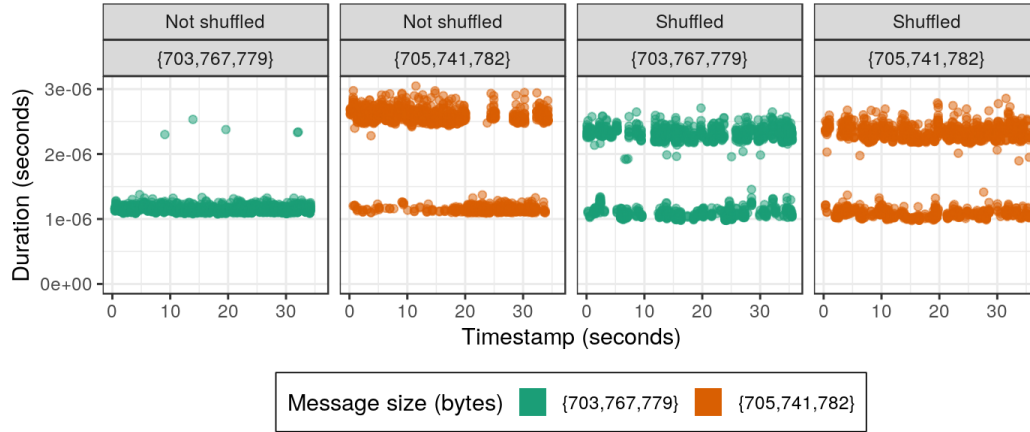 Not shuffled Not shuffled Shuffled Shuffled
{703,767,779} {705,741,782} {703,767,779} {705,741,782}
Duration (seconds)
3e-06
2e-06
1e-06
0e+00
0 10 20 30 0 10 20 30 0 10 20 30 0 10 20 30
Timestamp (seconds)
Message size (bytes) {703,767,779} {705,741,782}